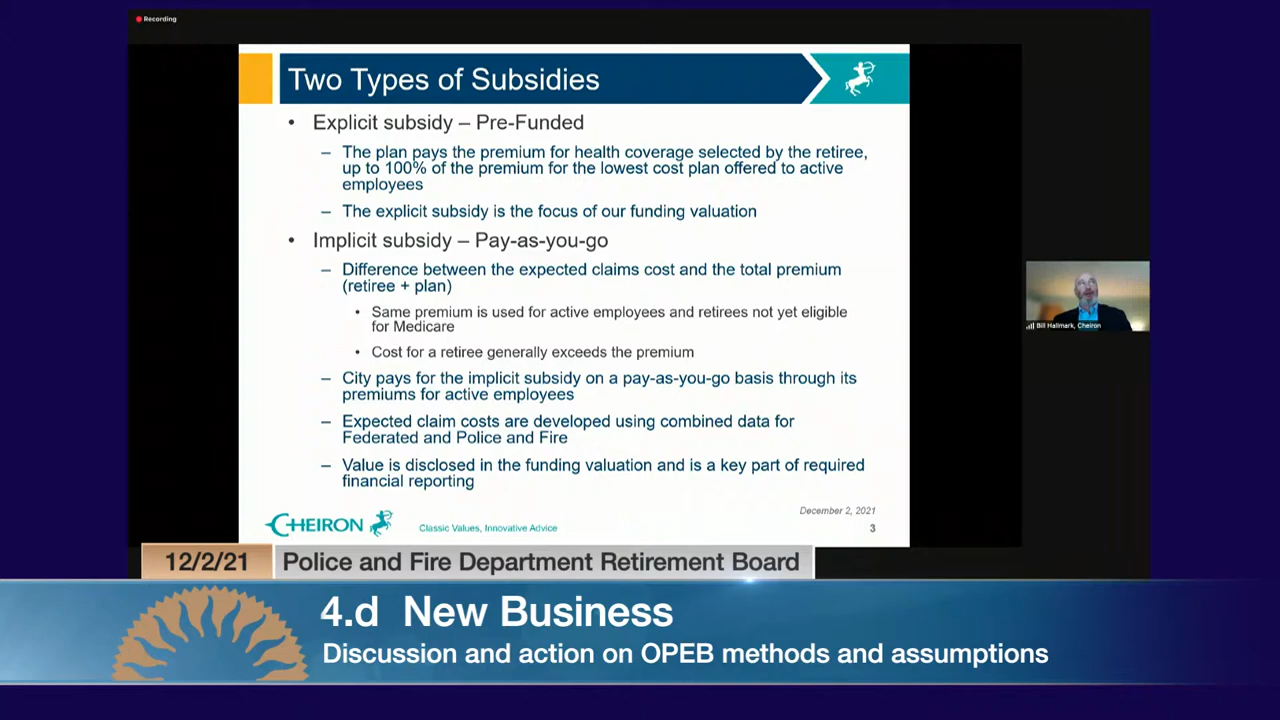 Recording
Two Types of Subsidies
• Explicit subsidy – Pre-Funded
– The plan pays the premium for health coverage selected by the retiree,
up to 100% of the premium for the lowest cost plan offered to active
employees
– The explicit subsidy is the focus of our funding valuation
• Implicit subsidy – Pay-as-you-go
– Difference between the expected claims cost and the total premium
(retiree + plan)
• Same premium is used for active employees and retirees not yet eligible
for Medicare
• Cost for a retiree generally exceeds the premium
– City pays for the implicit subsidy on a pay-as-you-go basis through its
premiums for active employees
– Expected claim costs are developed using combined data for
Federated and Police and Fire
– Value is disclosed in the funding valuation and is a key part of required
financial reporting
Bill Hallmark, Cheiron
December 2, 2021
CHEIRON Classic Values, Innovative Advice 3
12/2/21 Police and Fire Department Retirement Board
4.d New Business
Discussion and action on OPEB methods and assumptions